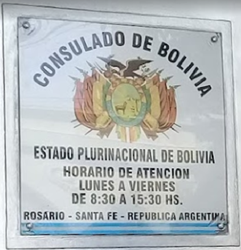 CONSULADO DE BOLIVIA
ESTADO PLURINACIONAL DE BOLIVIA
HORARIO DE ATENCION
LUNES A VIERNES
DE 8:30 A 15:30 HS.
ROSARIO - SANTA FE - REPUBLICA ARGENTINA